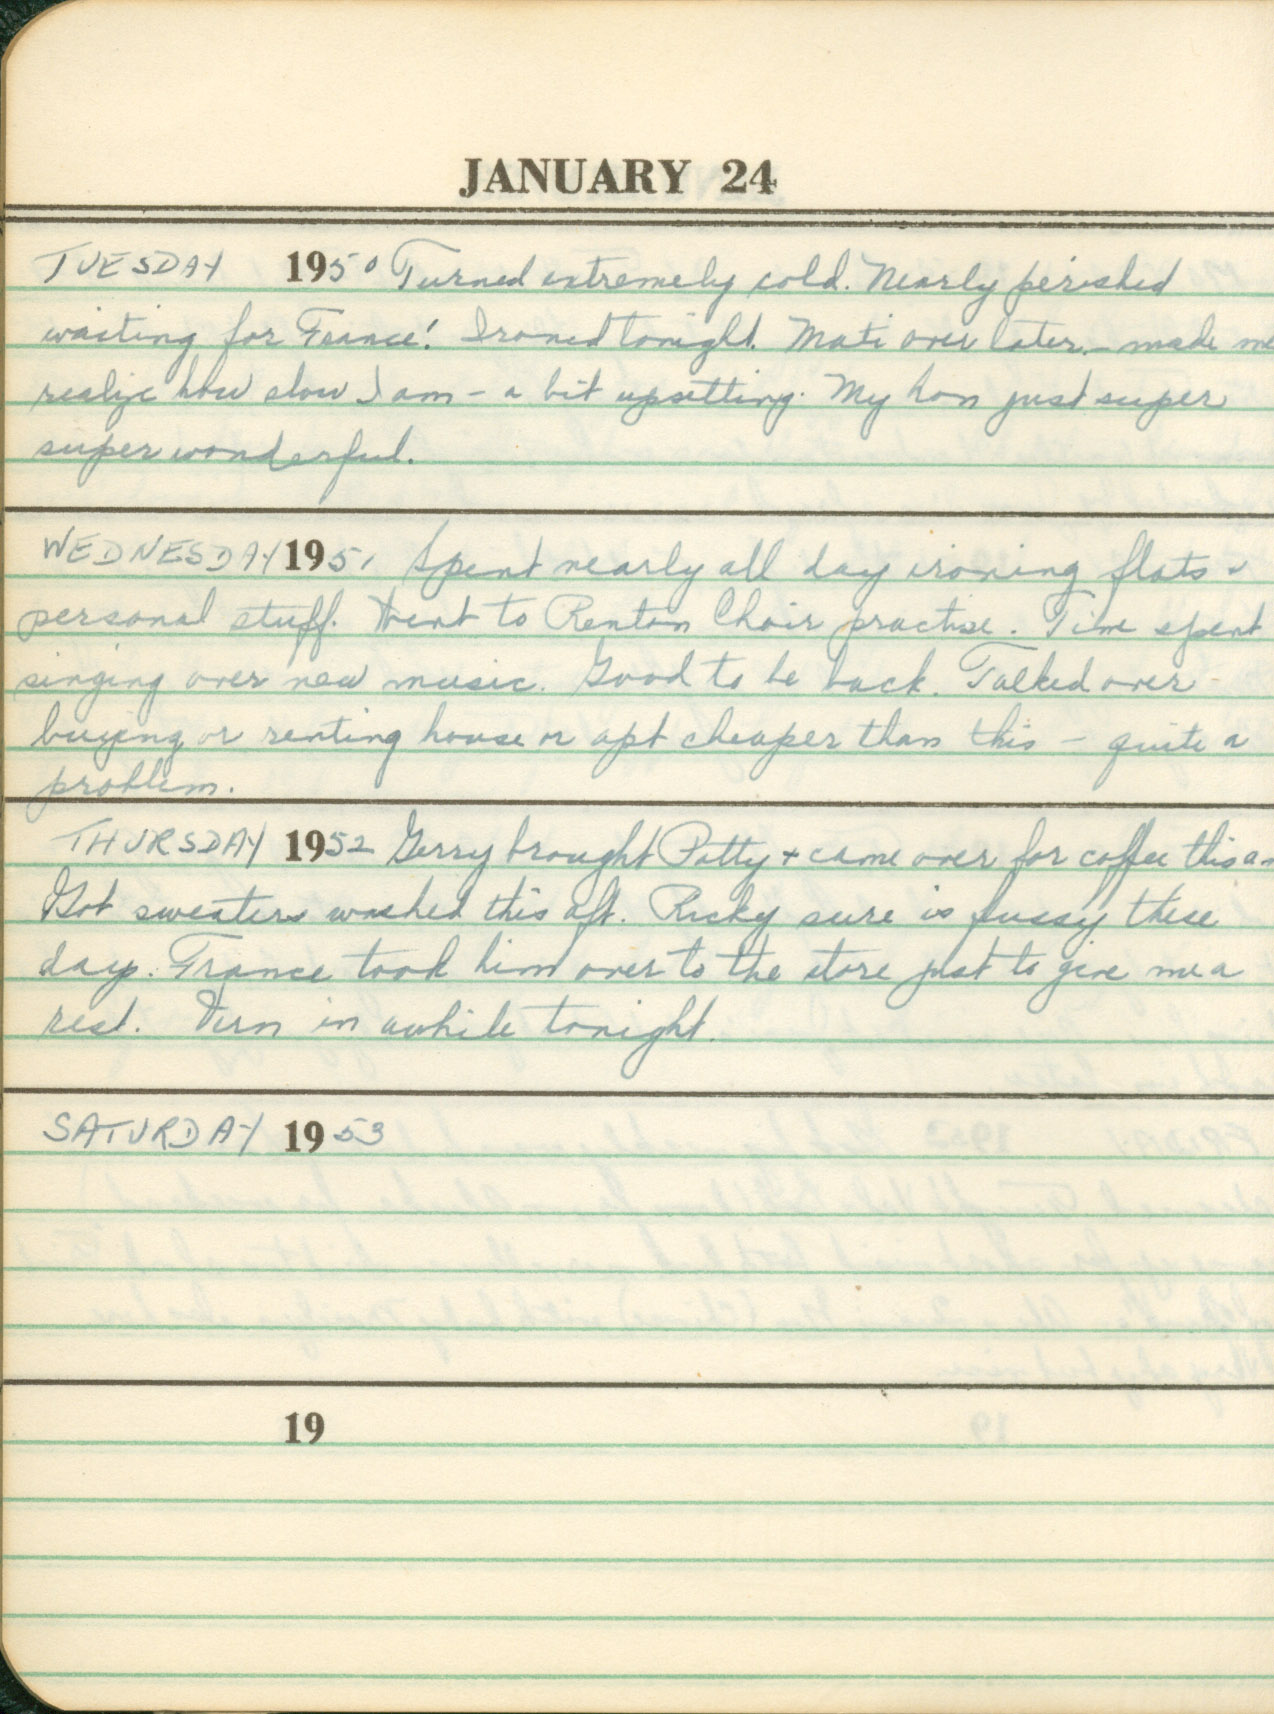 JANUARY 24
TUESDAY 1950 Turned extremely cold. Nearly perished
waiting for France! Ironed tonight. Mati over later – made me
realize how slow I am – a bit upsetting. My hon just super
super wonderful.
WEDNESDAY 1951 Spent nearly all day ironing flats &
personal stuff. Went to Renton Choir practise. Time spent
singing over new music. Good to be back. Talked over
buying or renting house or apt cheaper than this – quite a
problem.
THURSDAY 1952 Gerry brought Patty + came over for coffee this
Got sweaters washed this aft. Ricky sure is fussy these
days. France took him over to the store just to give me a
rest. Vern in awhile tonight.
SATURDAY 1953
19